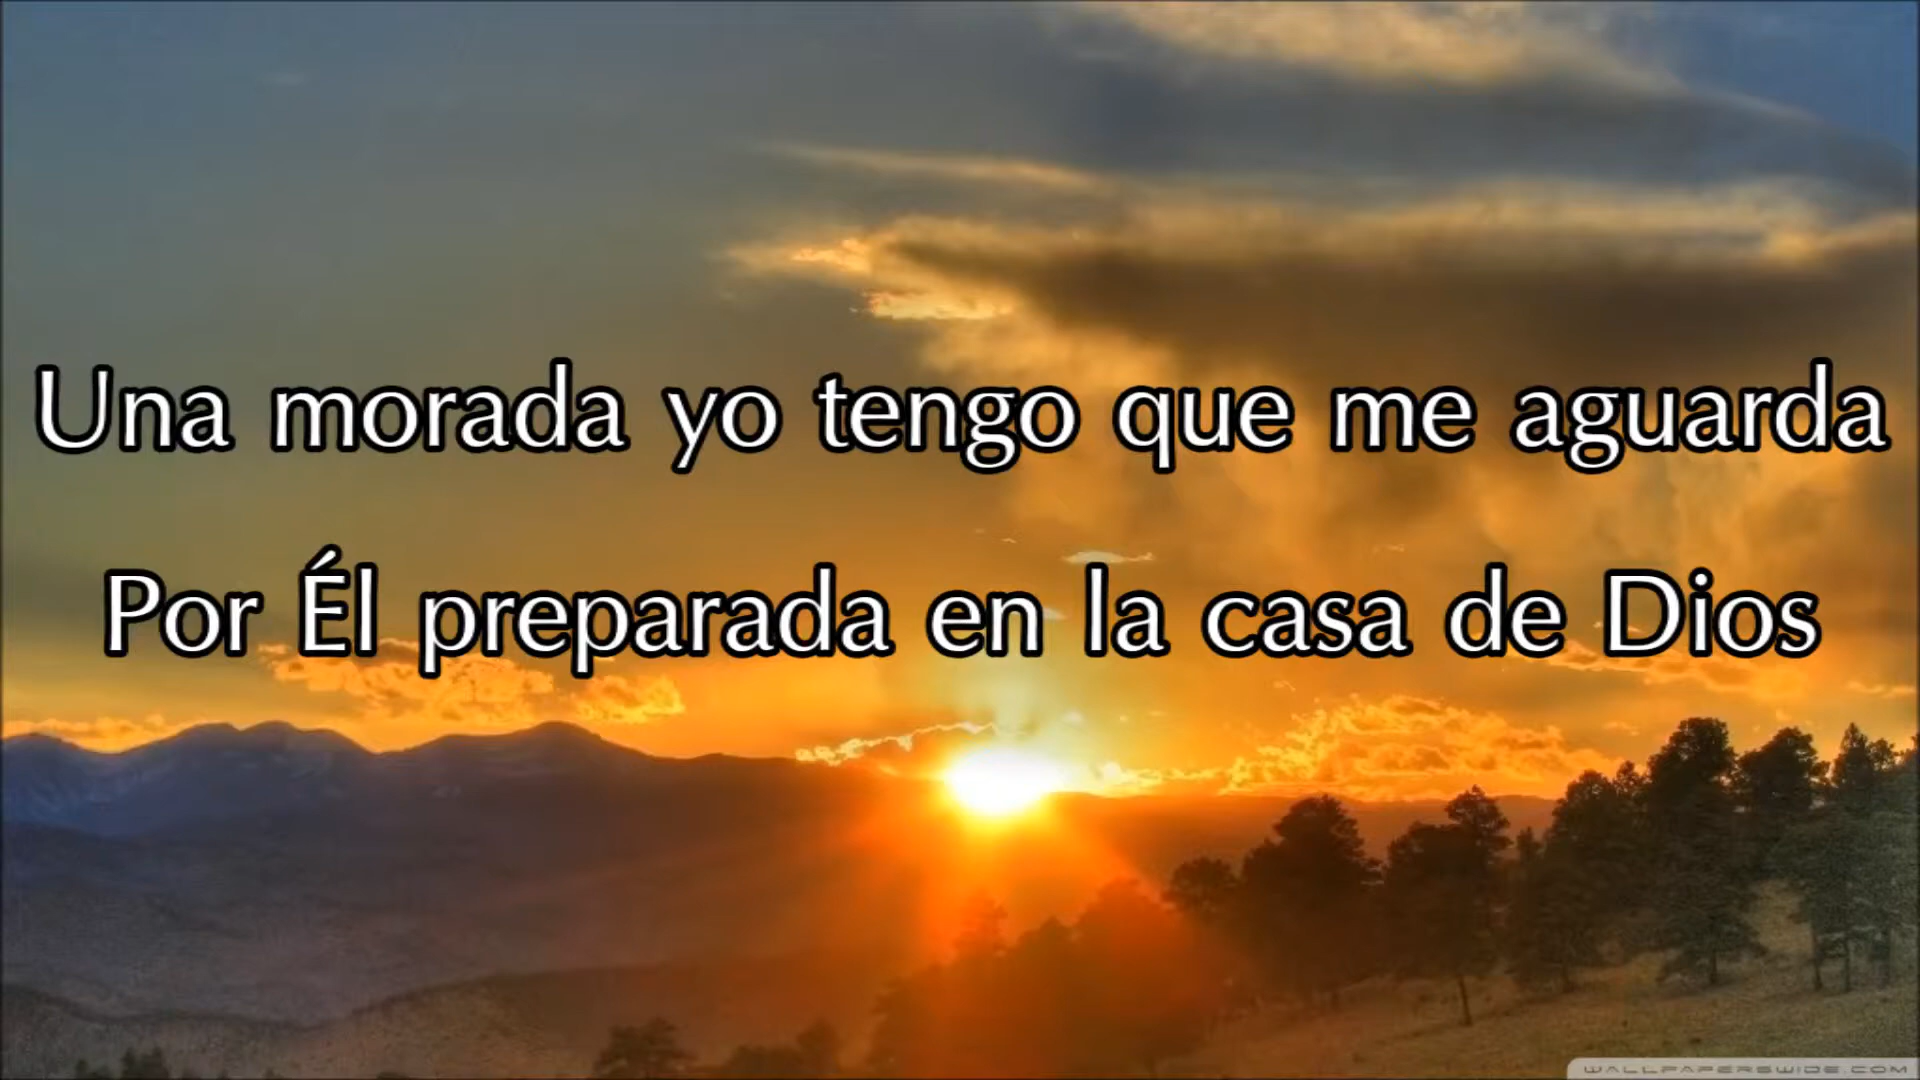 Una morada yo tengo que me aguarda
Por Él preparada en la casa de Dios
WALLPAPERSWIDE.COM